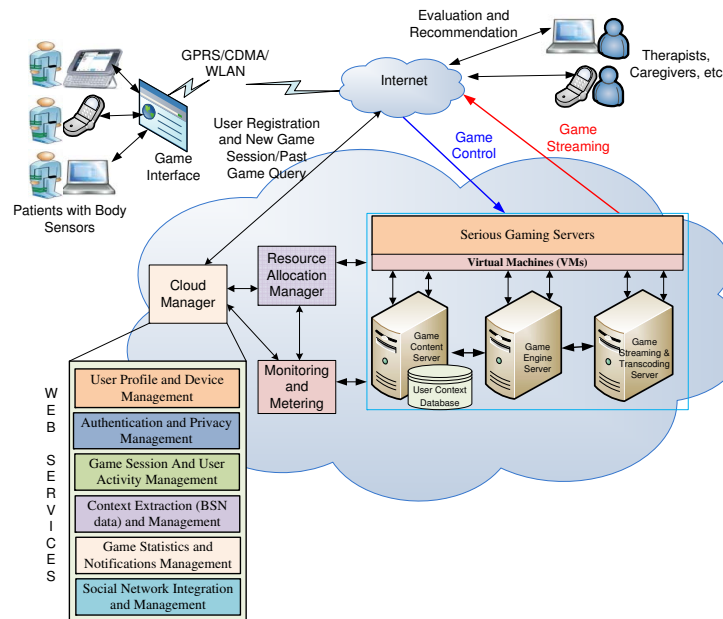 Evaluation and
Recommendation
GPRS/CDMA/
WLAN
Internet
Therapists,
Caregivers, etc
Game
Interface
User Registration
and New Game
Session/Past
Game Query
Game
Control
Game
Streaming
Patients with Body
Sensors
Serious Gaming Servers
Virtual Machines (VMs)
Resource
Allocation
Manager
Cloud
Manager
Monitoring
and
Metering
Game
Content
Server
User Context
Database
Game
Engine
Server
Game
Streaming &
Transcoding
Server
WEB SERVICES
User Profile and Device
Management
Authentication and Privacy
Management
Game Session And User
Activity Management
Context Extraction (BSN
data) and Management
Game Statistics and
Notifications Management
Social Network Integration
and Management